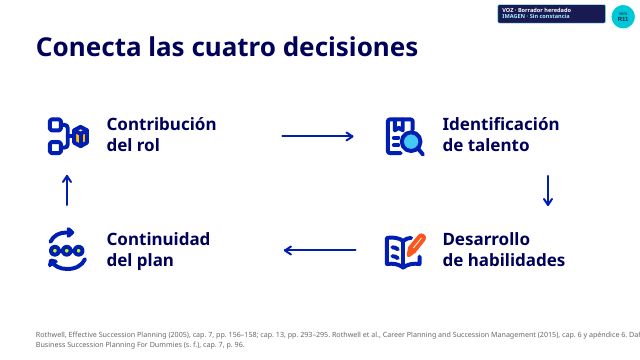 VOZ · Borrador heredado
IMAGEN · Sin constancia
R11
Conecta las cuatro decisiones
Contribución
del rol
Identificación
de talento
Continuidad
del plan
Desarrollo
de habilidades
Rothwell, Effective Succession Planning (2005), cap. 7, pp. 156–158; cap. 13, pp. 293–295. Rothwell et al., Career Planning and Succession Management (2015), cap. 6 y apéndice 6. Dal
Business Succession Planning For Dummies (s. f.), cap. 7, p. 96.